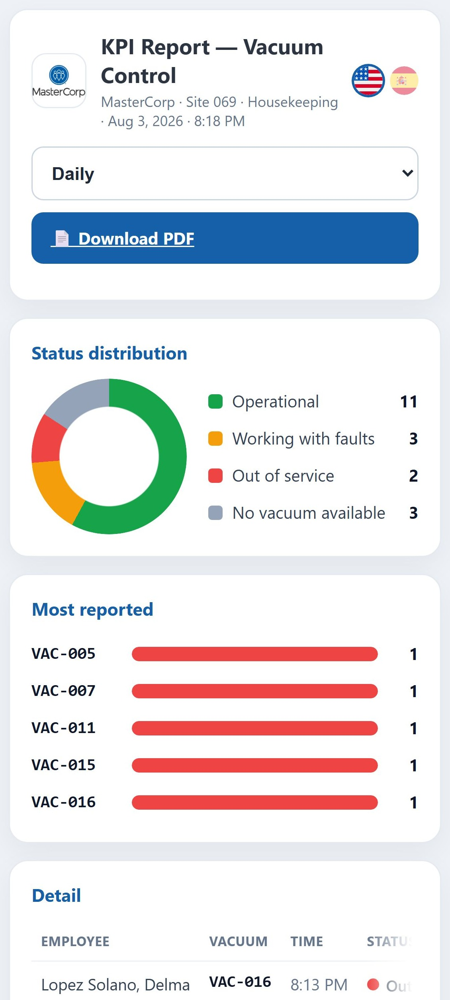 KPI Report — Vacuum
Control
MasterCorp
MasterCorp · Site 069 · Housekeeping
· Aug 3, 2026 · 8:18 PM
Daily
Download PDF
Status distribution
Operational 11
Working with faults 3
Out of service 2
No vacuum available 3
Most reported
VAC-005 1
VAC-007 1
VAC-011 1
VAC-015 1
VAC-016 1
Detail
EMPLOYEE VACUUM TIME STATUS
Lopez Solano, Delma VAC-016 8:13 PM Out